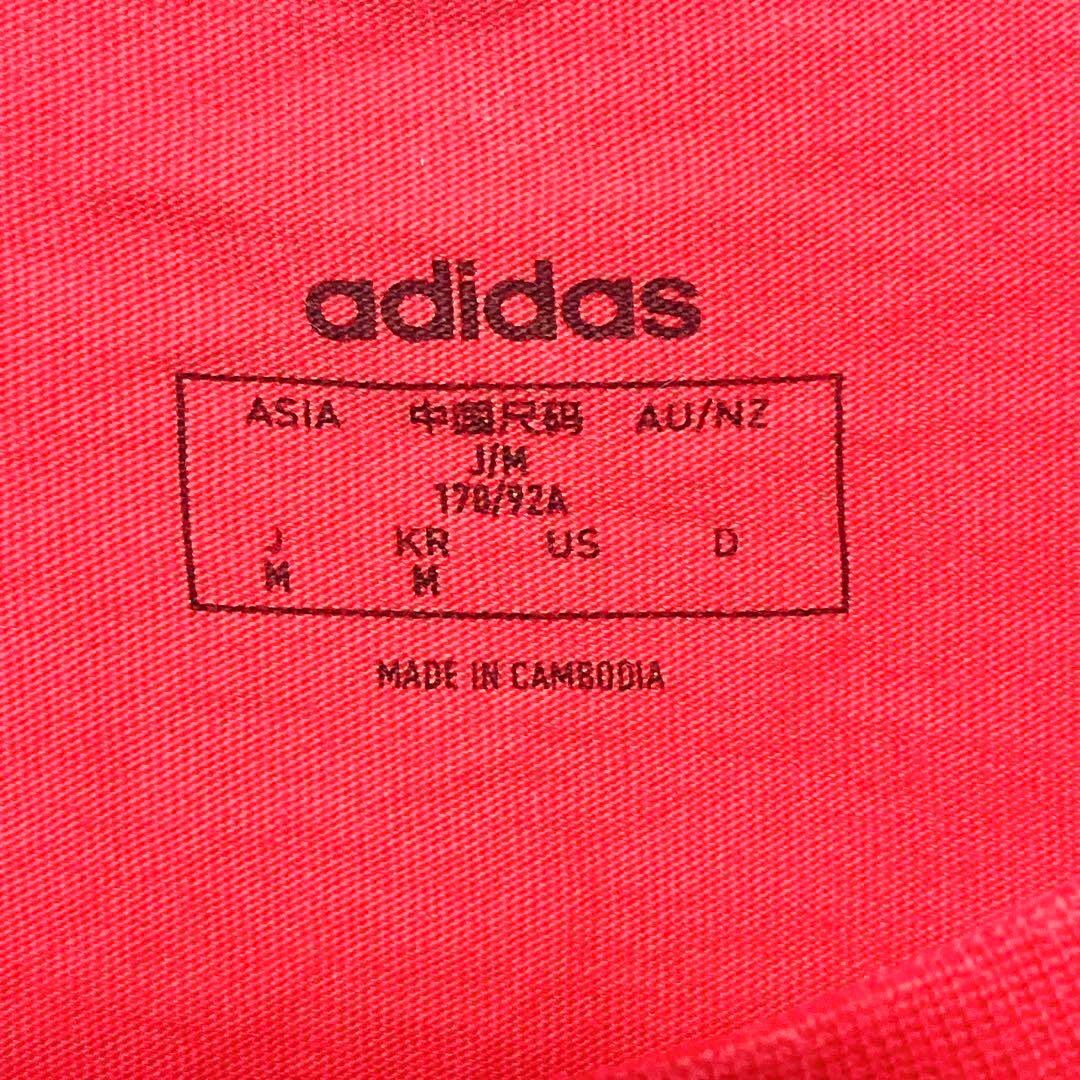 adidas
ASIA 中国尺码 AU/NZ
J/M
170/92A
J KR US D
M M
MADE IN CAMBODIA